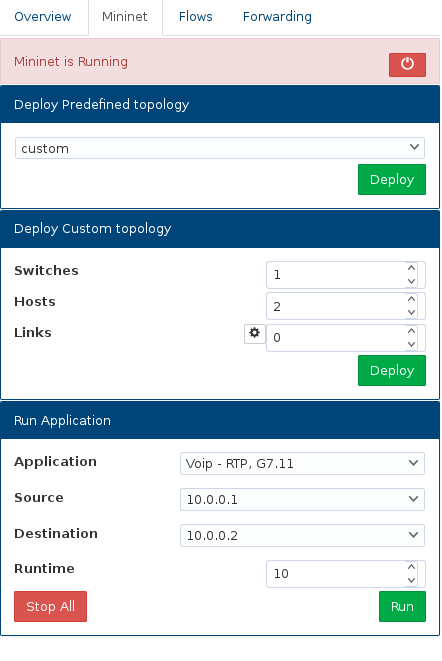 Overview Mininet Flows Forwarding
Mininet is Running
Deploy Predefined topology
custom
Deploy
Deploy Custom topology
Switches 1
Hosts 2
Links 0
Deploy
Run Application
Application Voip - RTP, G7.11
Source 10.0.0.1
Destination 10.0.0.2
Runtime 10
Stop All Run